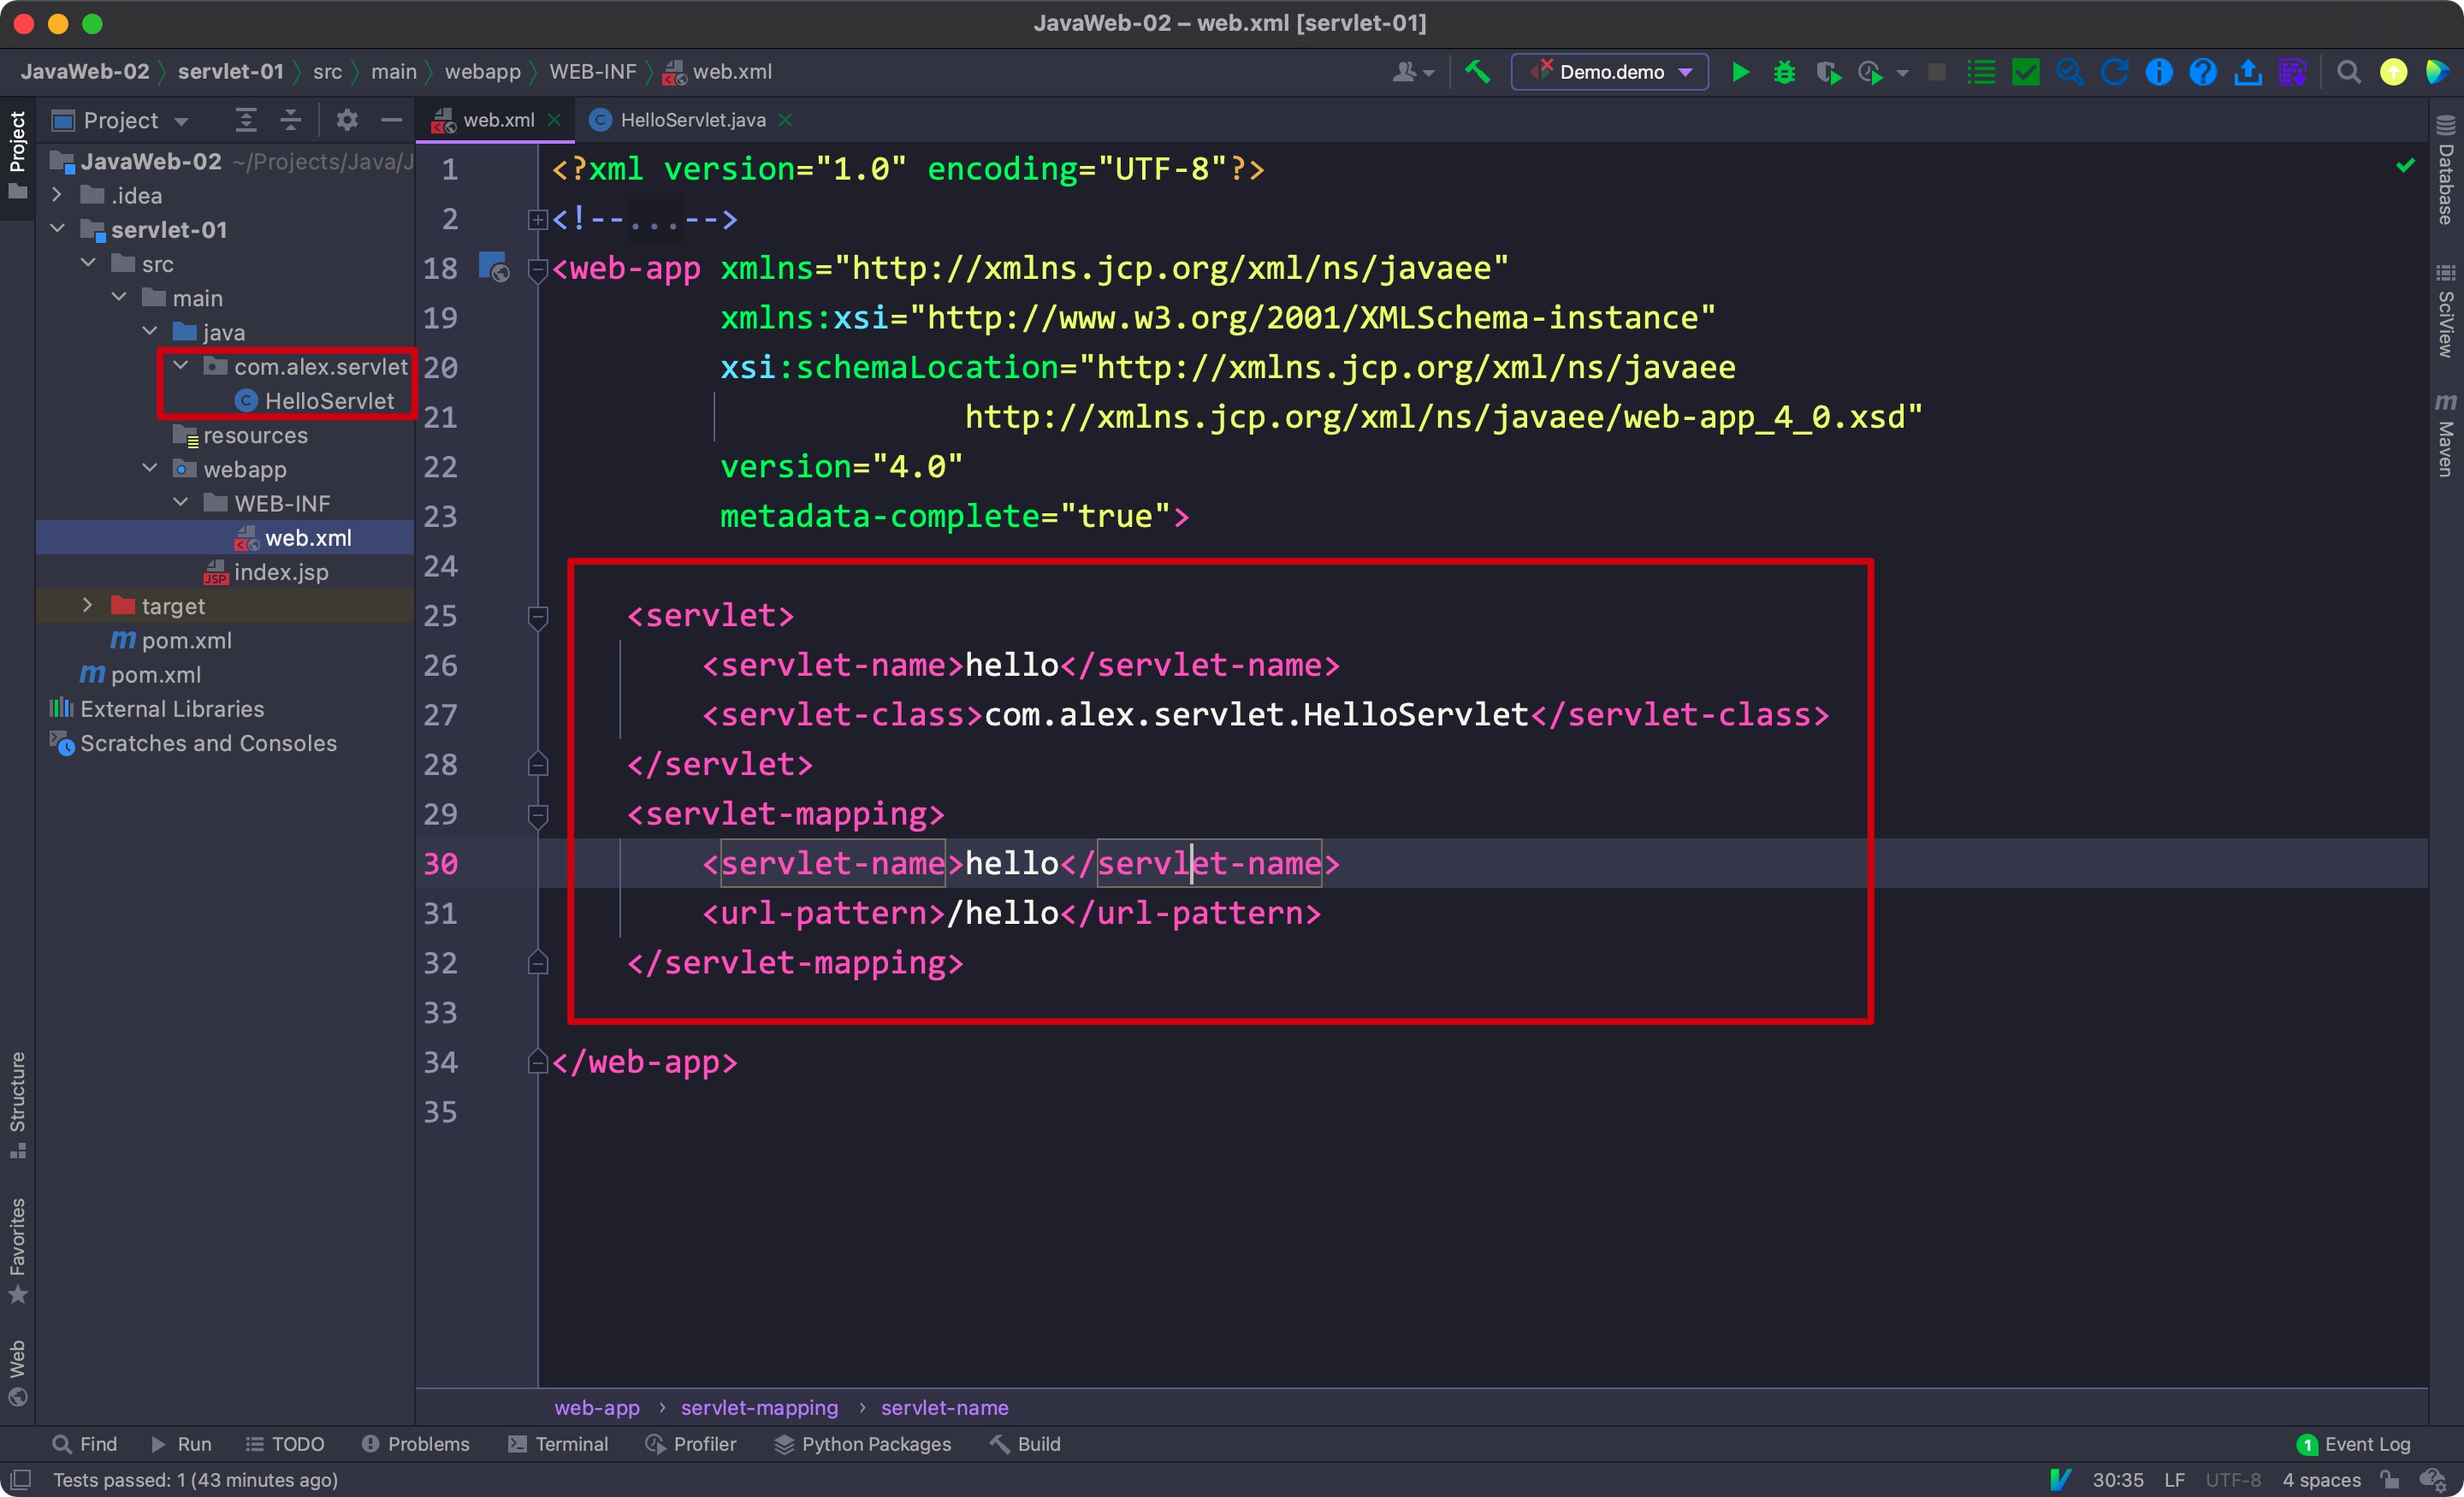 JavaWeb-02 – web.xml [servlet-01]
JavaWeb-02 servlet-01 src main webapp WEB-INF web.xml
Demo.demo
Project
web.xml HelloServlet.java
Project
JavaWeb-02 ~/Projects/Java/J
.idea
servlet-01
src
main
java
com.alex.servlet
HelloServlet
resources
webapp
WEB-INF
web.xml
JSP
index.jsp
target
pom.xml
pom.xml
External Libraries
Scratches and Consoles
Structure
Favorites
Web
1 <?xml version="1.0" encoding="UTF-8"?>
2 <!--...-->
18 <web-app xmlns="http://xmlns.jcp.org/xml/ns/javaee"
19 xmlns:xsi="http://www.w3.org/2001/XMLSchema-instance"
20 xsi:schemaLocation="http://xmlns.jcp.org/xml/ns/javaee
21 http://xmlns.jcp.org/xml/ns/javaee/web-app_4_0.xsd"
22 version="4.0"
23 metadata-complete="true">
24
25 <servlet>
26 <servlet-name>hello</servlet-name>
27 <servlet-class>com.alex.servlet.HelloServlet</servlet-class>
28 </servlet>
29 <servlet-mapping>
30 <servlet-name>hello</servlet-name>
31 <url-pattern>/hello</url-pattern>
32 </servlet-mapping>
33
34 </web-app>
35
Database
SciView
m Maven
web-app › servlet-mapping › servlet-name
Find Run TODO Problems Terminal Profiler Python Packages Build 1 Event Log
Tests passed: 1 (43 minutes ago) 30:35 LF UTF-8 4 spaces